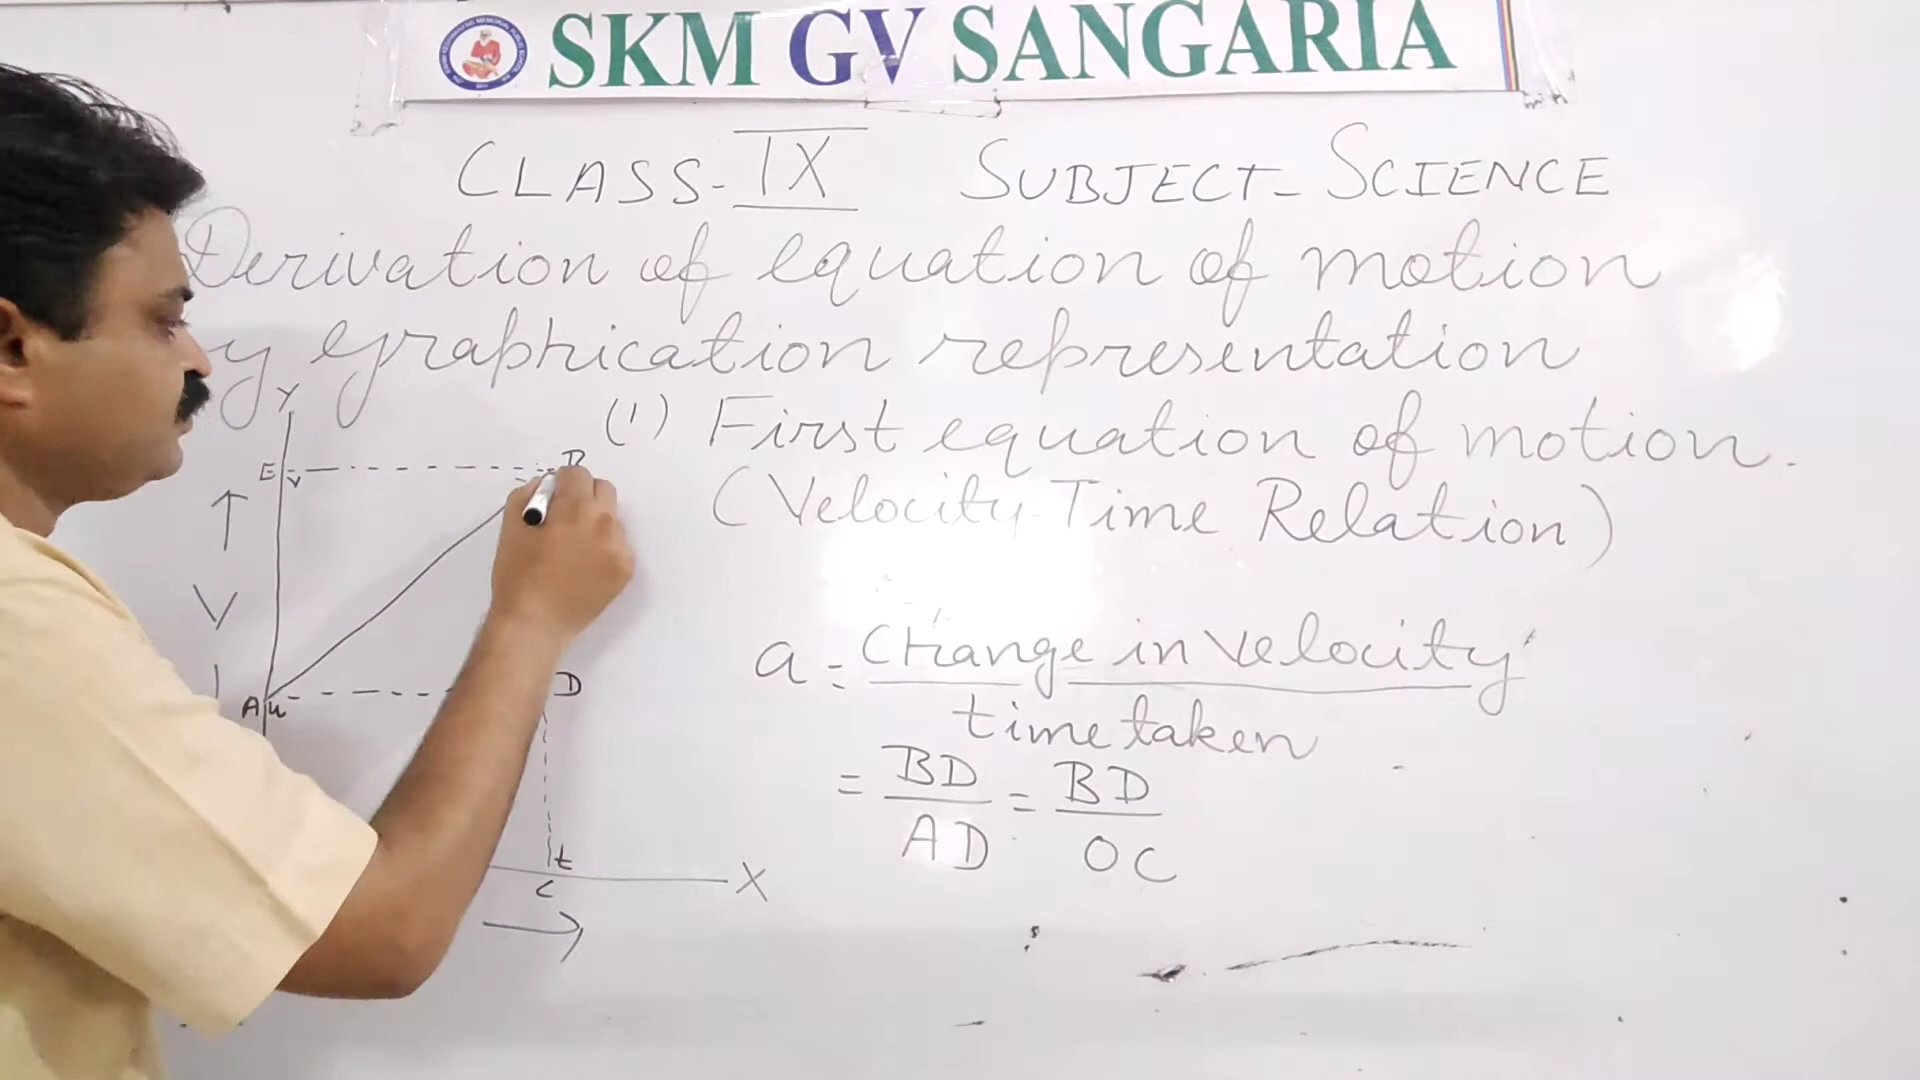 SKM GV SANGARIA
CLASS-IX SUBJECT-SCIENCE
Derivation of equation of motion
y graphrication representation
(1) First equation of motion.
(Velocity-Time Relation)
Y
E v B
↑
V
A u D
t
C
X
→
a = Change in velocity
time taken
= BD = BD
AD OC